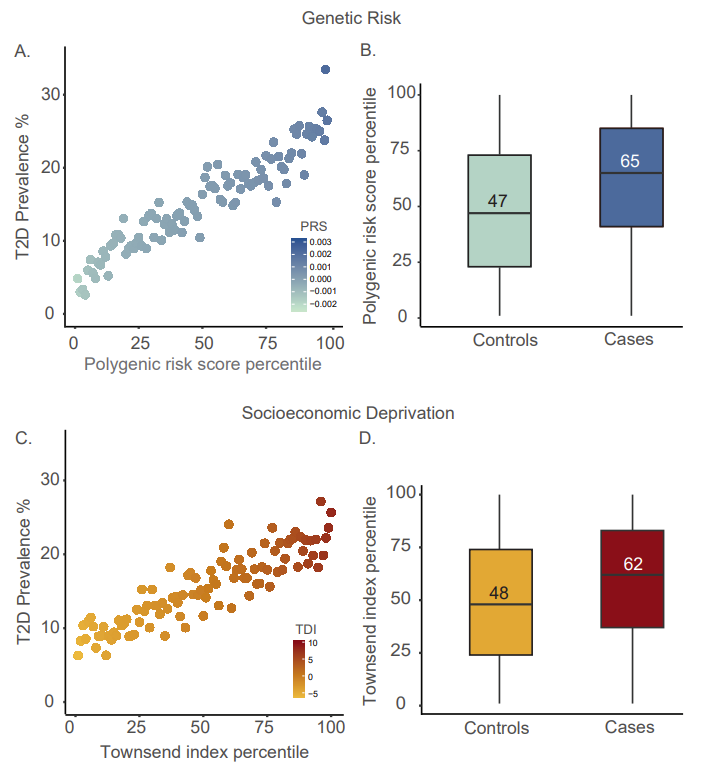 Genetic Risk
A.
T2D Prevalence %
30
20
10
0
0 25 50 75 100
Polygenic risk score percentile
PRS
0.003
0.002
0.001
0.000
−0.001
−0.002
B.
Polygenic risk score percentile
100
75
50
25
0
47
65
Controls Cases
Socioeconomic Deprivation
C.
T2D Prevalence %
30
20
10
0
0 25 50 75 100
Townsend index percentile
TDI
10
5
0
−5
D.
Townsend index percentile
100
75
50
25
0
48
62
Controls Cases